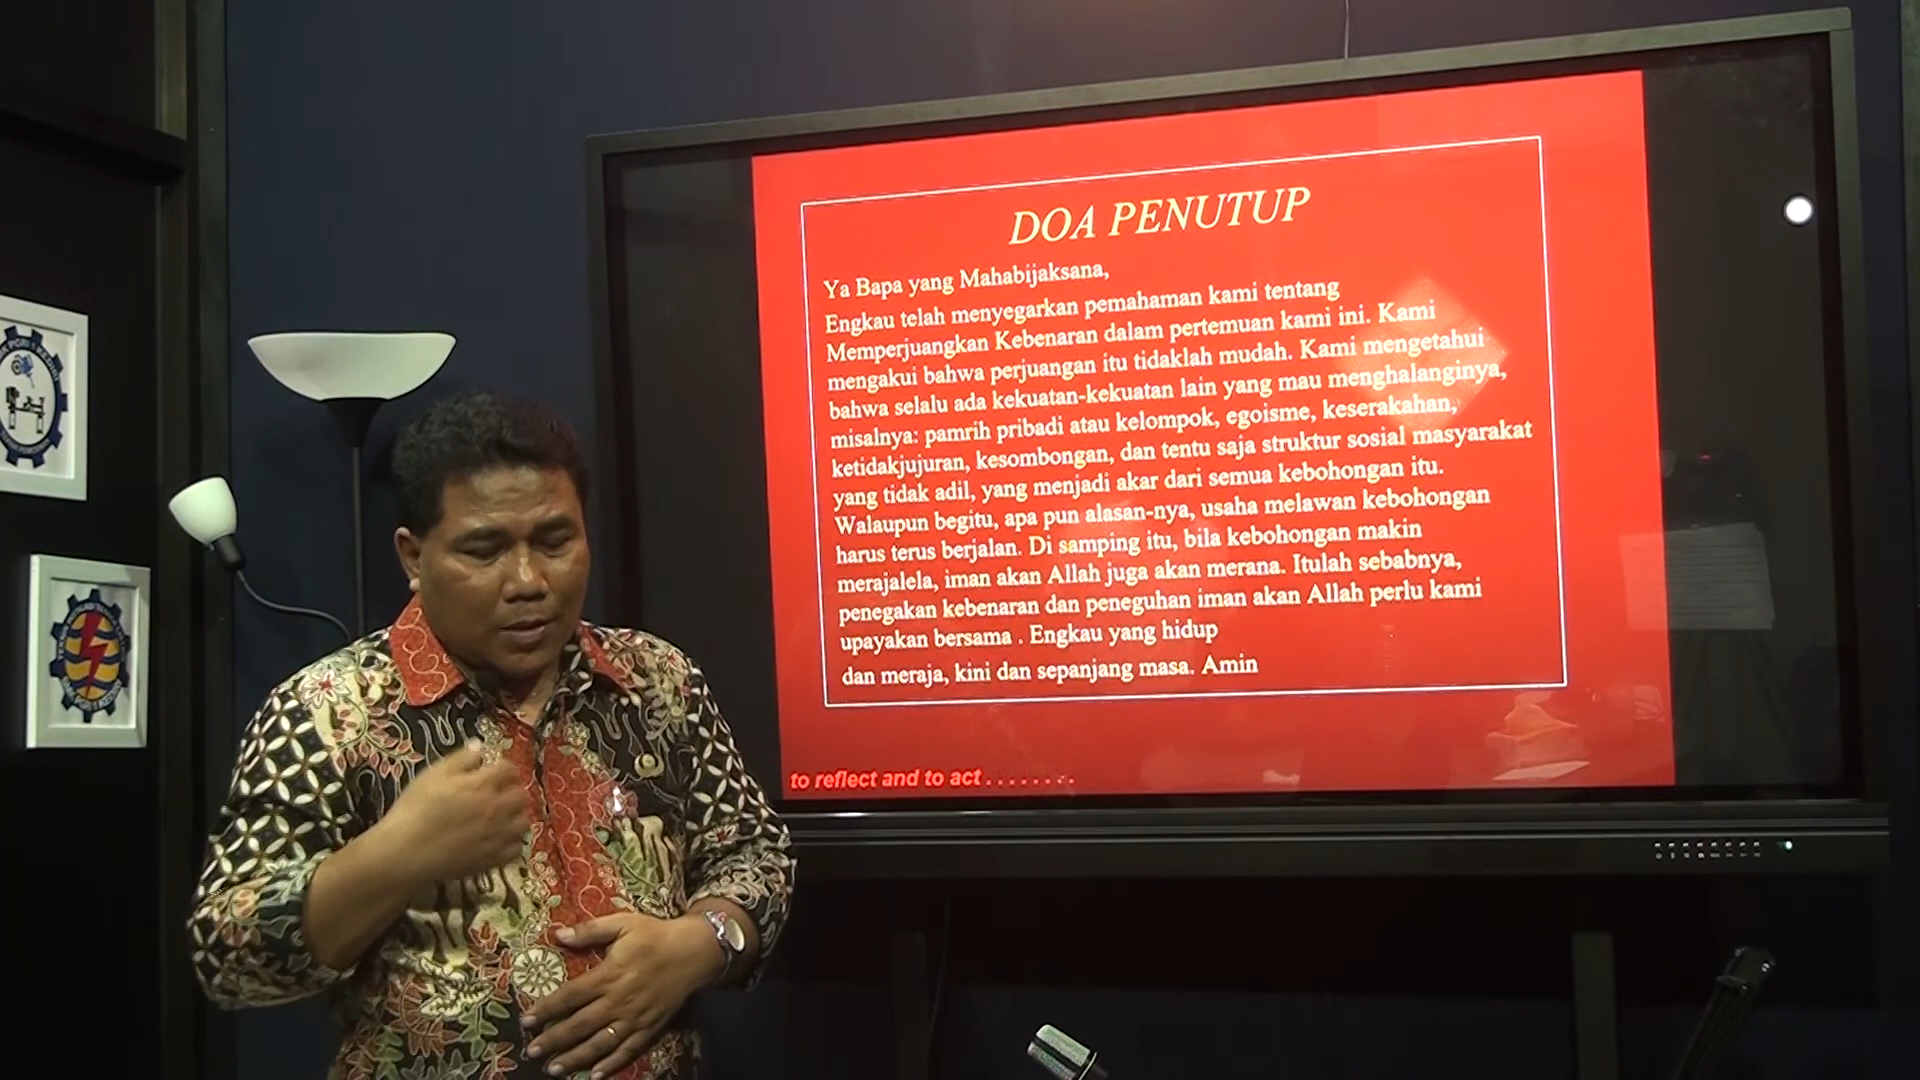 DOA PENUTUP
Ya Bapa yang Mahabijaksana,
Engkau telah menyegarkan pemahaman kami tentang
Memperjuangkan Kebenaran dalam pertemuan kami ini. Kami
mengakui bahwa perjuangan itu tidaklah mudah. Kami mengetahui
bahwa selalu ada kekuatan-kekuatan lain yang mau menghalanginya,
misalnya: pamrih pribadi atau kelompok, egoisme, keserakahan,
ketidakjujuran, kesombongan, dan tentu saja struktur sosial masyarakat
yang tidak adil, yang menjadi akar dari semua kebohongan itu.
Walaupun begitu, apa pun alasan-nya, usaha melawan kebohongan
harus terus berjalan. Di samping itu, bila kebohongan makin
merajalela, iman akan Allah juga akan merana. Itulah sebabnya,
penegakan kebenaran dan peneguhan iman akan Allah perlu kami
upayakan bersama . Engkau yang hidup
dan meraja, kini dan sepanjang masa. Amin
to reflect and to act . . . . . . . .